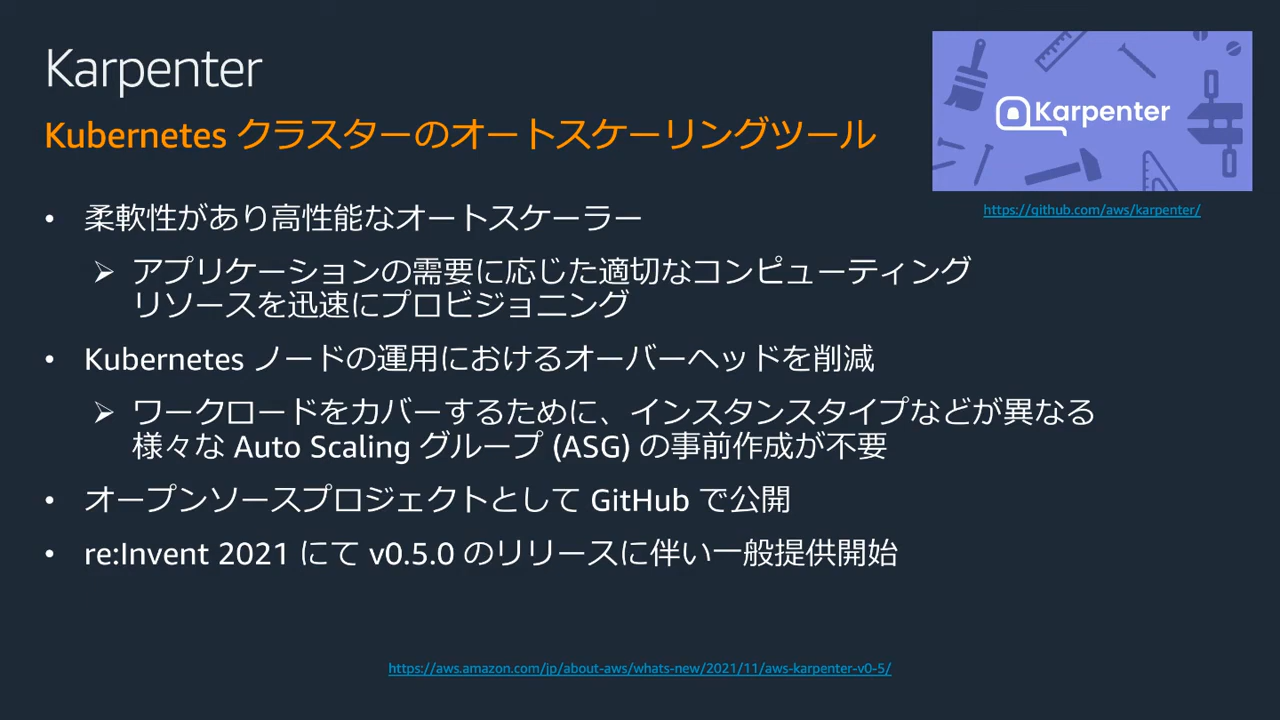 Karpenter
Kubernetes クラスターのオートスケーリングツール
Karpenter
https://github.com/aws/karpenter/
• 柔軟性があり高性能なオートスケーラー
➢ アプリケーションの需要に応じた適切なコンピューティング
リソースを迅速にプロビジョニング
• Kubernetes ノードの運用におけるオーバーヘッドを削減
➢ ワークロードをカバーするために、インスタンスタイプなどが異なる
様々な Auto Scaling グループ (ASG) の事前作成が不要
• オープンソースプロジェクトとして GitHub で公開
• re:Invent 2021 にて v0.5.0 のリリースに伴い一般提供開始
https://aws.amazon.com/jp/about-aws/whats-new/2021/11/aws-karpenter-v0-5/